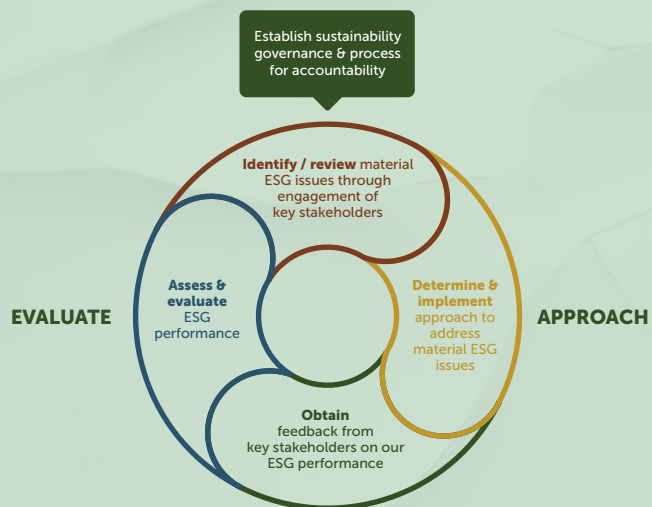 Establish sustainability
governance & process
for accountability
Identify / review material
ESG issues through
engagement of
key stakeholders
Assess &
evaluate
ESG
performance
Determine &
implement
approach to
address
material ESG
issues
EVALUATE
APPROACH
Obtain
feedback from
key stakeholders on our
ESG performance